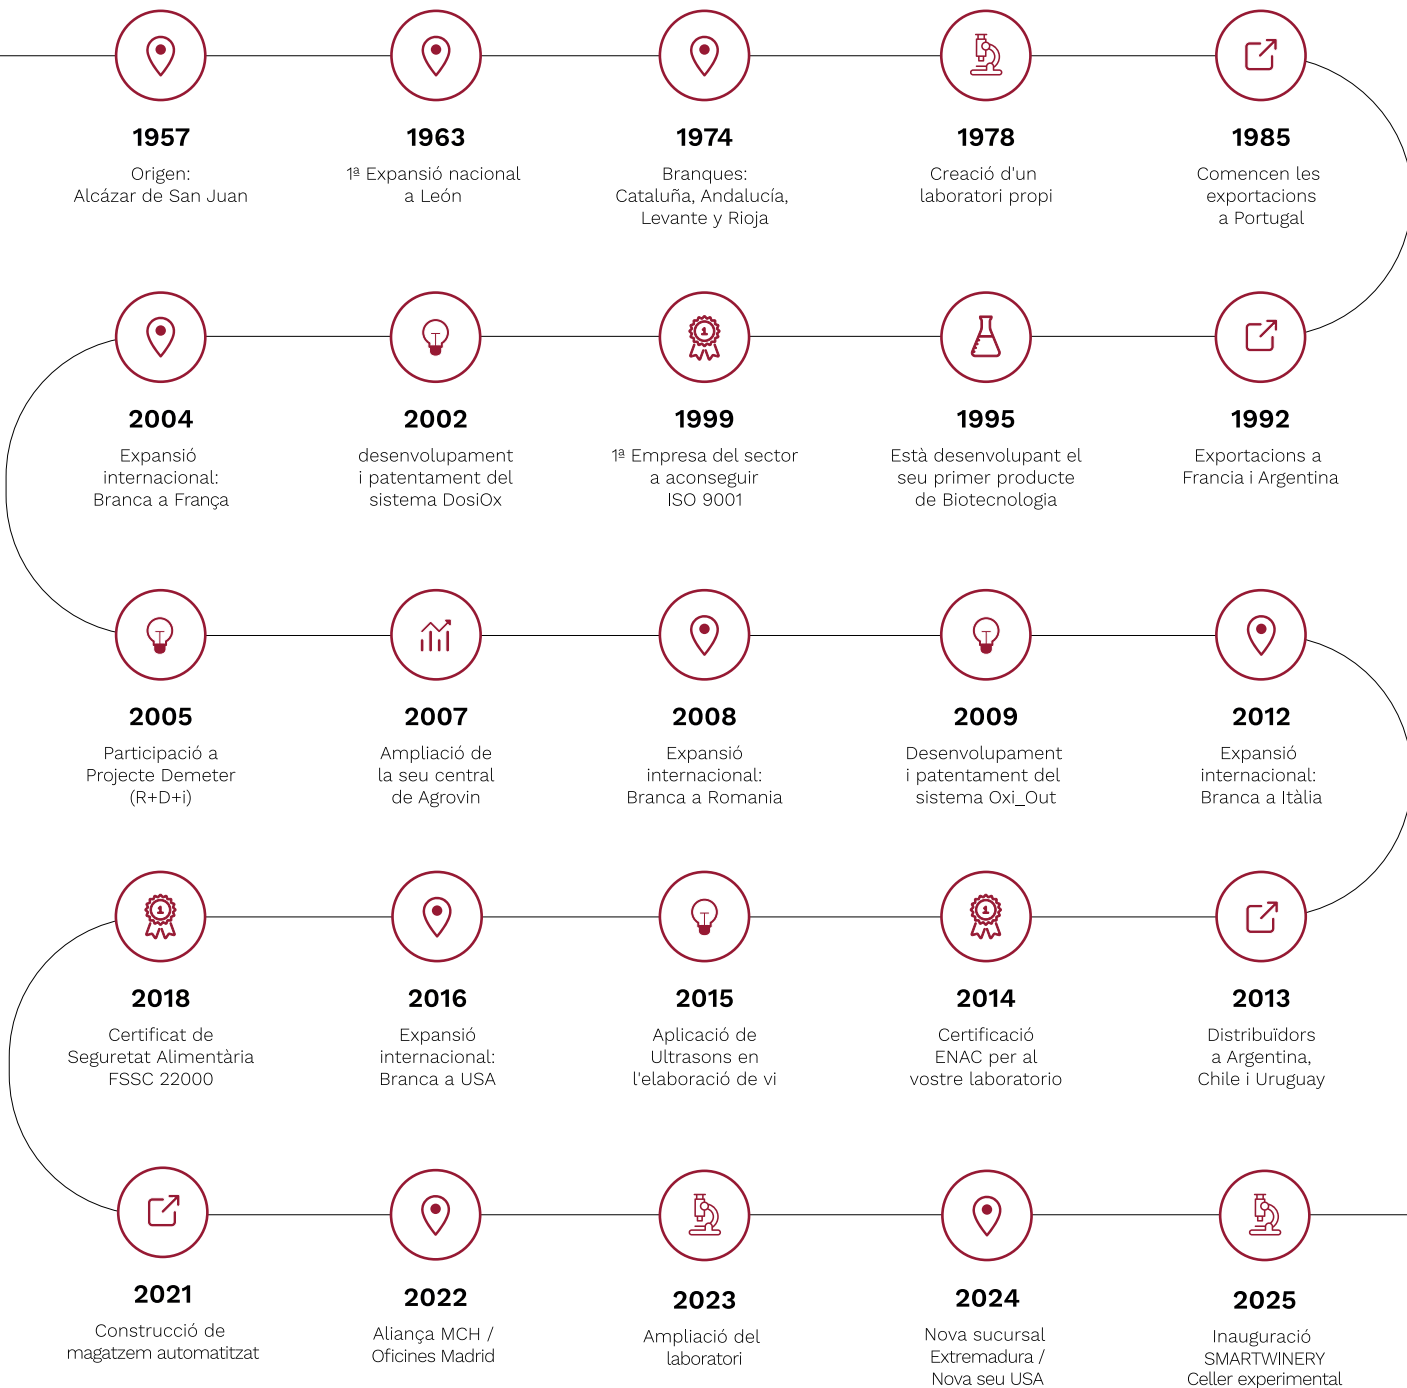 1957
Origen:
Alcázar de San Juan
1963
1ª Expansió nacional
a León
1974
Branques:
Cataluña, Andalucía,
Levante y Rioja
1978
Creació d'un
laboratori propi
1985
Comencen les
exportacions
a Portugal
2004
Expansió
internacional:
Branca a França
2002
desenvolupament
i patentament del
sistema DosiOx
1
1999
1ª Empresa del sector
a aconseguir
ISO 9001
1995
Està desenvolupant el
seu primer producte
de Biotecnologia
1992
Exportacions a
Francia i Argentina
2005
Participació a
Projecte Demeter
(R+D+i)
2007
Ampliació de
la seu central
de Agrovin
2008
Expansió
internacional:
Branca a Romania
2009
Desenvolupament
i patentament del
sistema Oxi_Out
2012
Expansió
internacional:
Branca a Itàlia
1
2018
Certificat de
Seguretat Alimentària
FSSC 22000
2016
Expansió
internacional:
Branca a USA
2015
Aplicació de
Ultrasons en
l'elaboració de vi
1
2014
Certificació
ENAC per al
vostre laboratorio
2013
Distribuïdors
a Argentina,
Chile i Uruguay
2021
Construcció de
magatzem automatitzat
2022
Aliança MCH /
Oficines Madrid
2023
Ampliació del
laboratori
2024
Nova sucursal
Extremadura /
Nova seu USA
2025
Inauguració
SMARTWINERY
Celler experimental